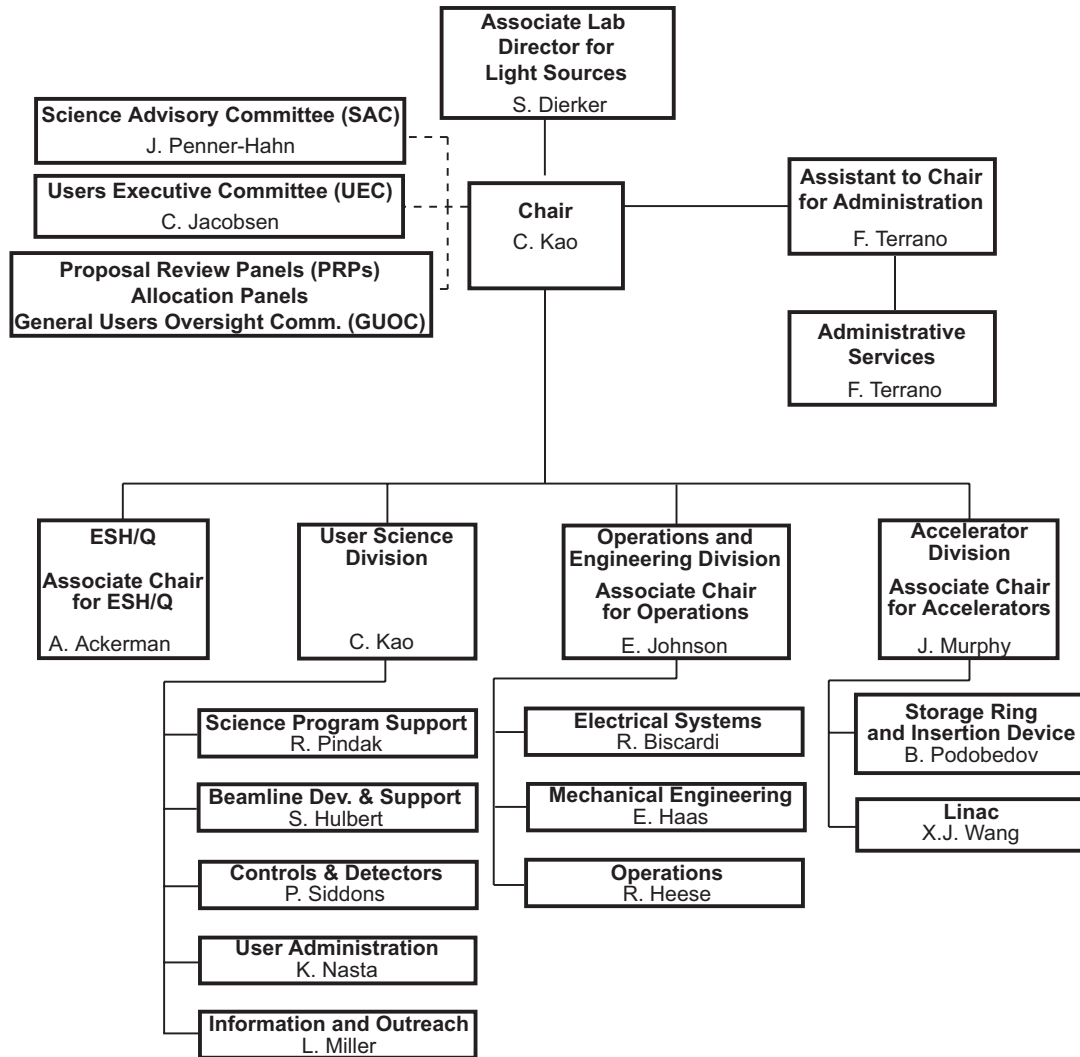 Associate Lab
Director for
Light Sources
S. Dierker
Science Advisory Committee (SAC)
J. Penner-Hahn
Users Executive Committee (UEC)
C. Jacobsen
Proposal Review Panels (PRPs)
Allocation Panels
General Users Oversight Comm. (GUOC)
Chair
C. Kao
Assistant to Chair
for Administration
F. Terrano
Administrative
Services
F. Terrano
ESH/Q
Associate Chair
for ESH/Q
A. Ackerman
User Science
Division
C. Kao
Operations and
Engineering Division
Associate Chair
for Operations
E. Johnson
Accelerator
Division
Associate Chair
for Accelerators
J. Murphy
Science Program Support
R. Pindak
Beamline Dev. & Support
S. Hulbert
Controls & Detectors
P. Siddons
User Administration
K. Nasta
Information and Outreach
L. Miller
Electrical Systems
R. Biscardi
Mechanical Engineering
E. Haas
Operations
R. Heese
Storage Ring
and Insertion Device
B. Podobedov
Linac
X.J. Wang